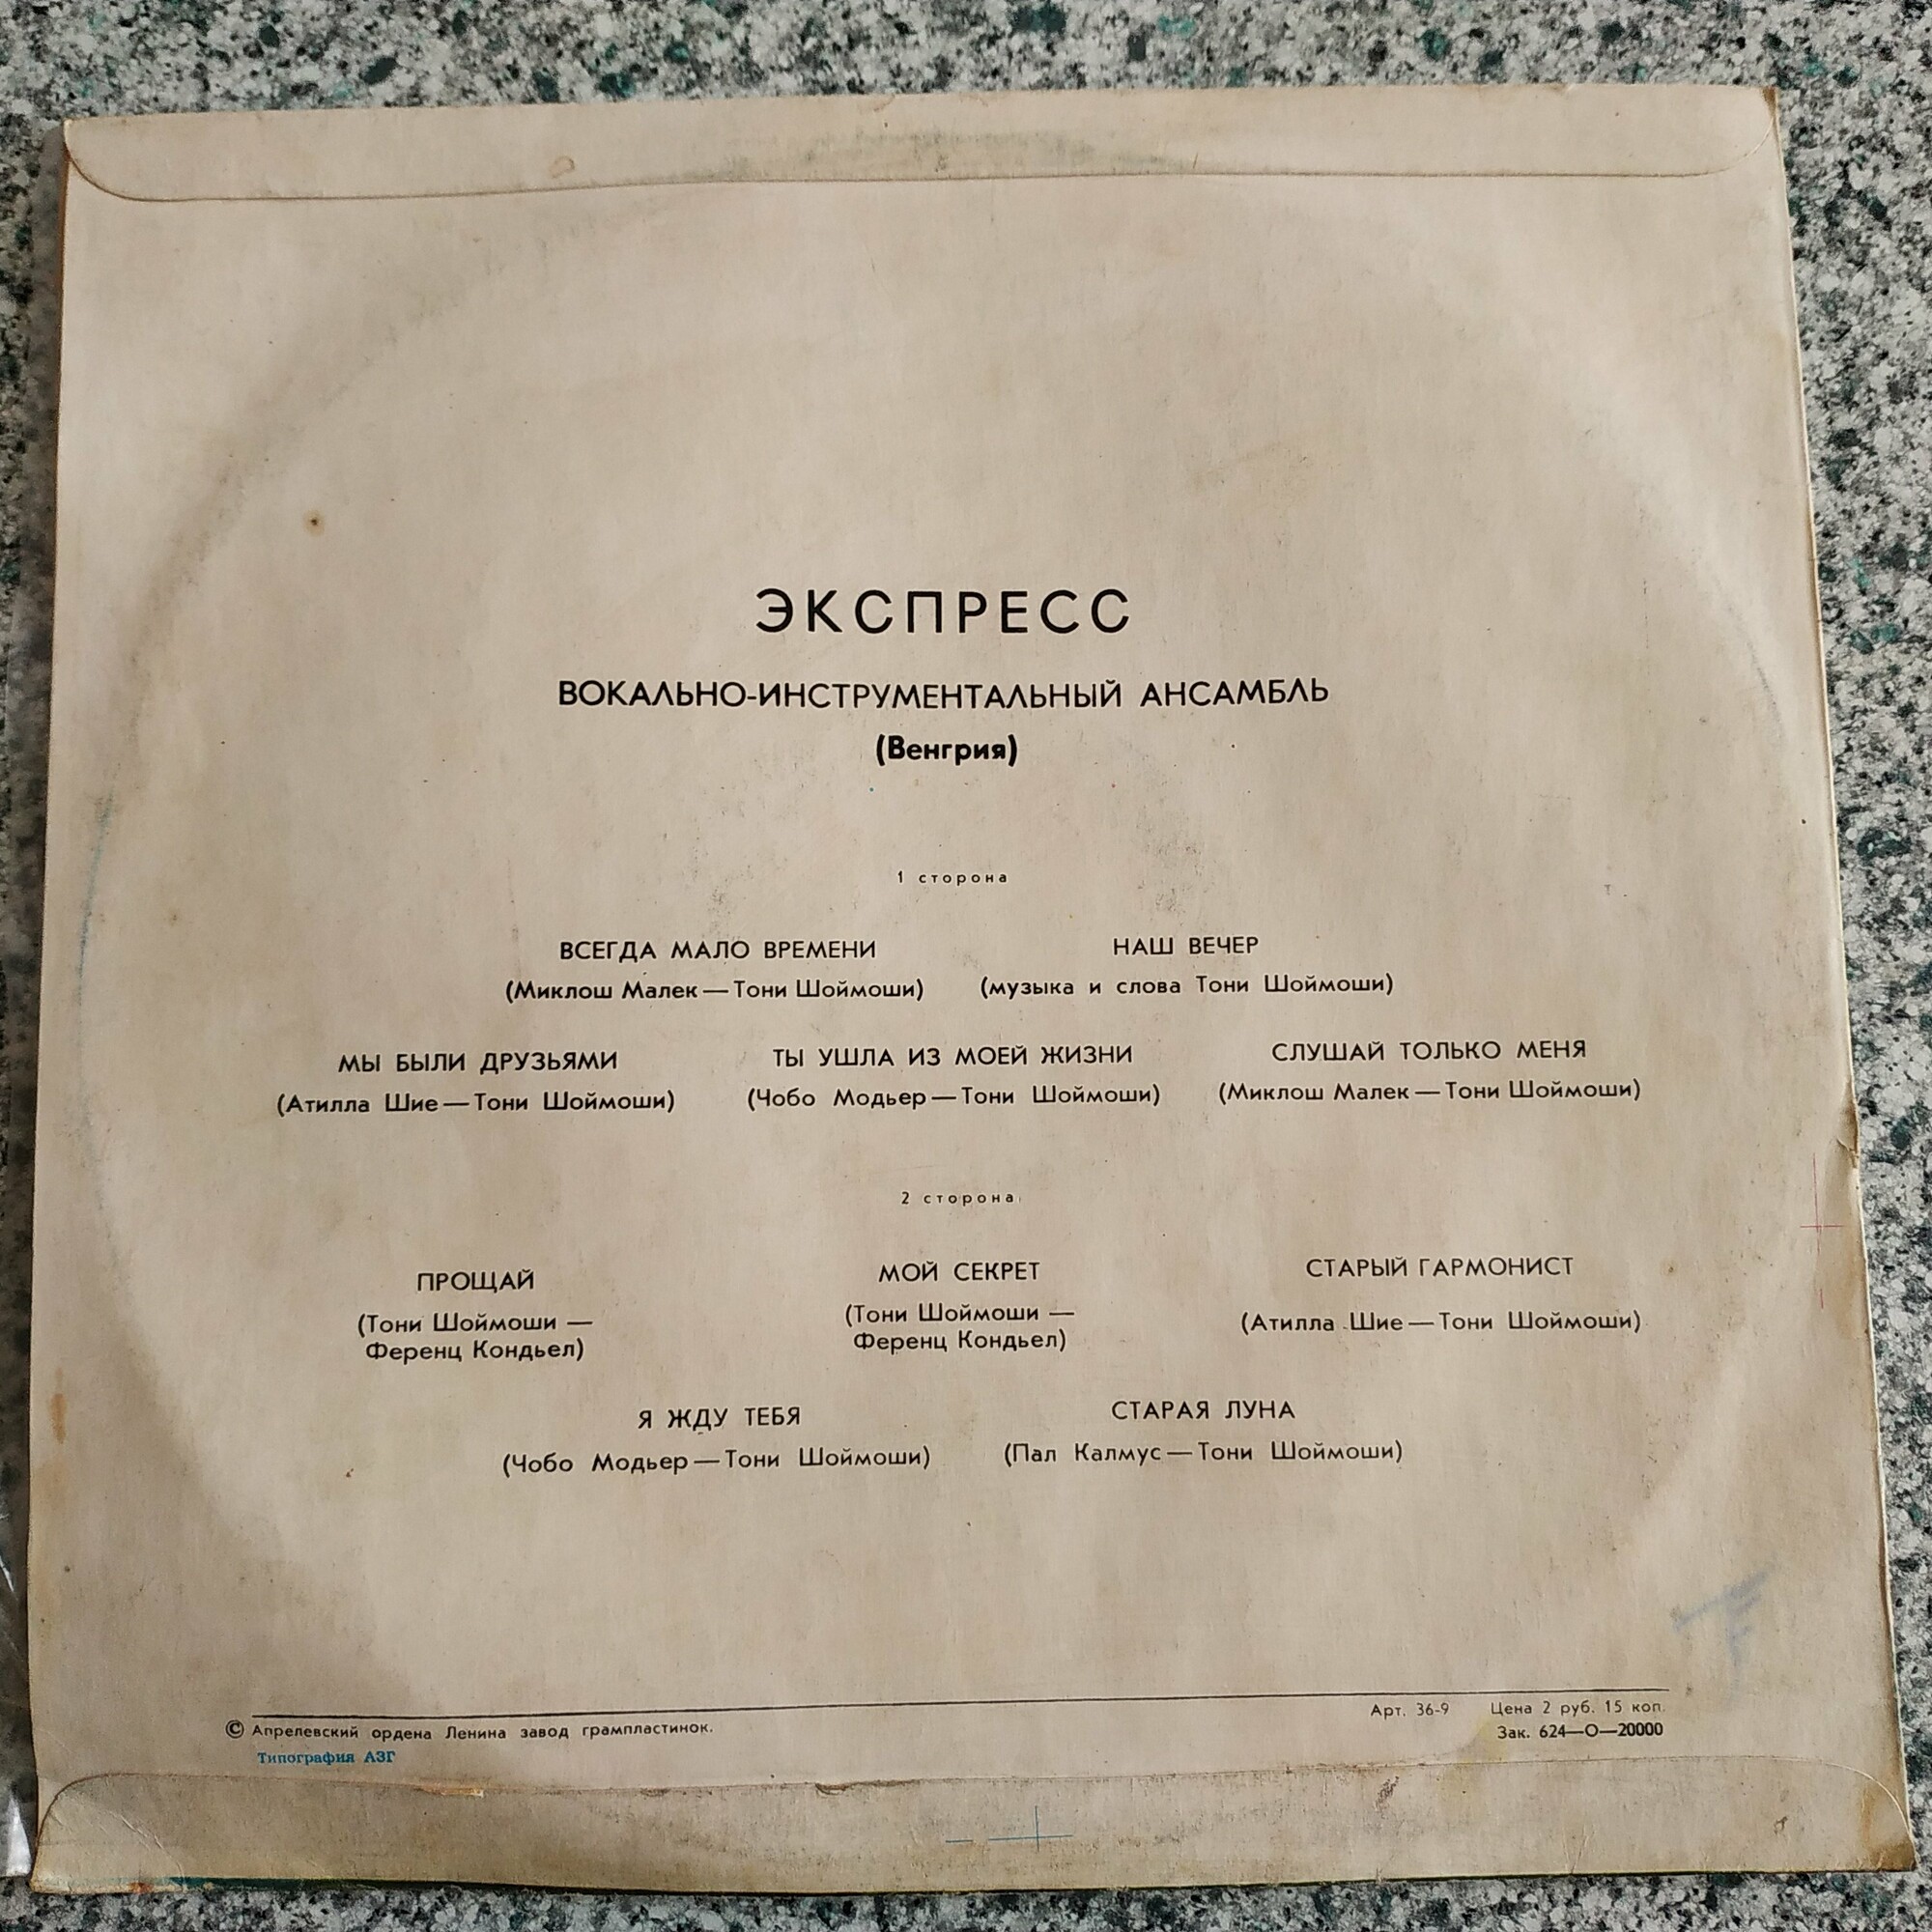 ЭКСПРЕСС
ВОКАЛЬНО-ИНСТРУМЕНТАЛЬНЫЙ АНСАМБЛЬ
(Венгрия)
1 сторона
ВСЕГДА МАЛО ВРЕМЕНИ
(Миклош Малек — Тони Шоймоши)
НАШ ВЕЧЕР
(музыка и слова Тони Шоймоши)
МЫ БЫЛИ ДРУЗЬЯМИ
(Атилла Шие — Тони Шоймоши)
ТЫ УШЛА ИЗ МОЕЙ ЖИЗНИ
(Чобо Модьер — Тони Шоймоши)
СЛУШАЙ ТОЛЬКО МЕНЯ
(Миклош Малек — Тони Шоймоши)
2 сторона
ПРОЩАЙ
(Тони Шоймоши —
Ференц Кондьел)
МОЙ СЕКРЕТ
(Тони Шоймоши —
Ференц Кондьел)
СТАРЫЙ ГАРМОНИСТ
(Атилла Шие — Тони Шоймоши)
Я ЖДУ ТЕБЯ
(Чобо Модьер — Тони Шоймоши)
СТАРАЯ ЛУНА
(Пал Калмус — Тони Шоймоши)
© Апрелевский ордена Ленина завод грампластинок.
Типография АЗГ
Арт. 36-9 Цена 2 руб. 15 коп.
Зак. 624—О—20000